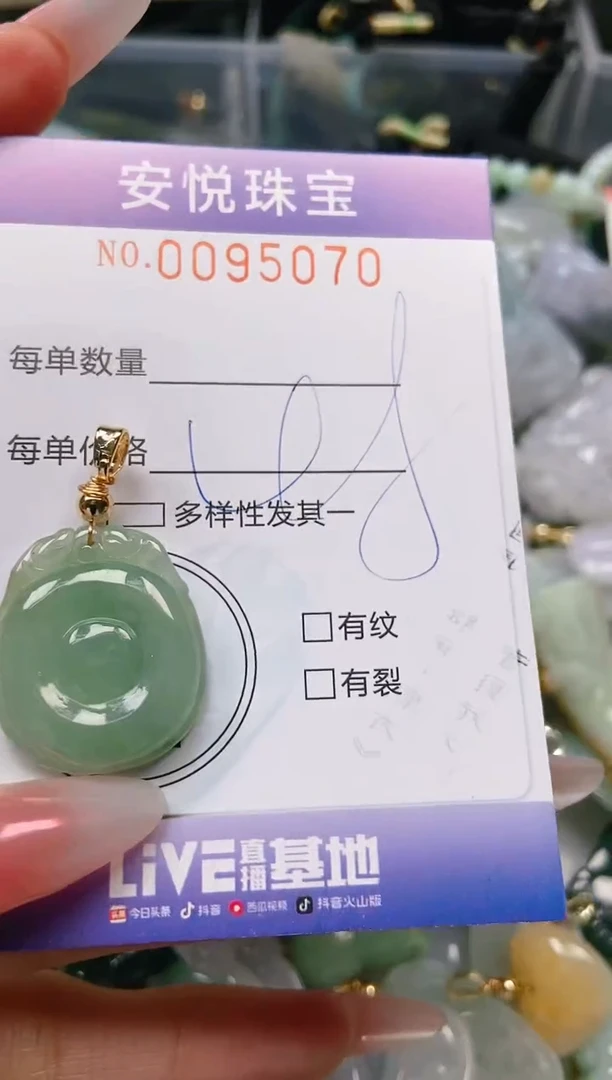 安悦珠宝
NO.0095070
每单数量
每单价格
多样性发其一
有纹
有裂
LiVE直播基地
头条 今日头条 抖音 西瓜视频 抖音火山版